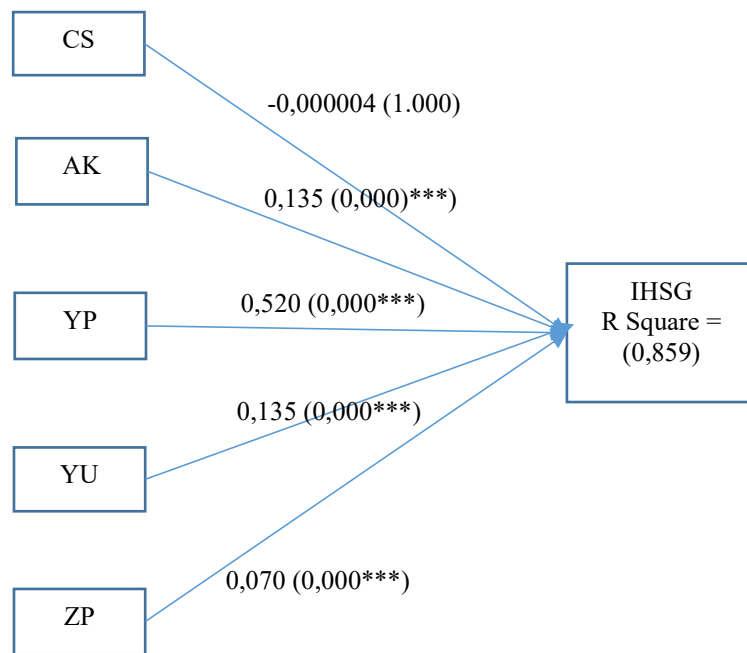 CS
-0,000004 (1.000)
AK
0,135 (0,000)***)
YP
0,520 (0,000***)
IHSG
R Square =
(0,859)
0,135 (0,000***)
YU
0,070 (0,000***)
ZP